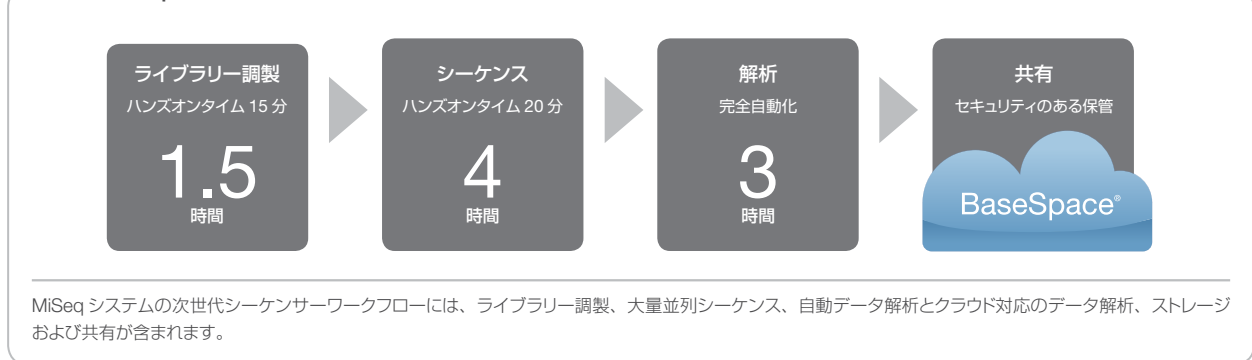 ライブラリー調製
ハンズオンタイム 15 分
1.5
時間
シーケンス
ハンズオンタイム 20 分
4
時間
解析
完全自動化
3
時間
共有
セキュリティのある保管
BaseSpace®
MiSeq システムの次世代シーケンサーワークフローには、ライブラリー調製、大量並列シーケンス、自動データ解析とクラウド対応のデータ解析、ストレージ
および共有が含まれます。